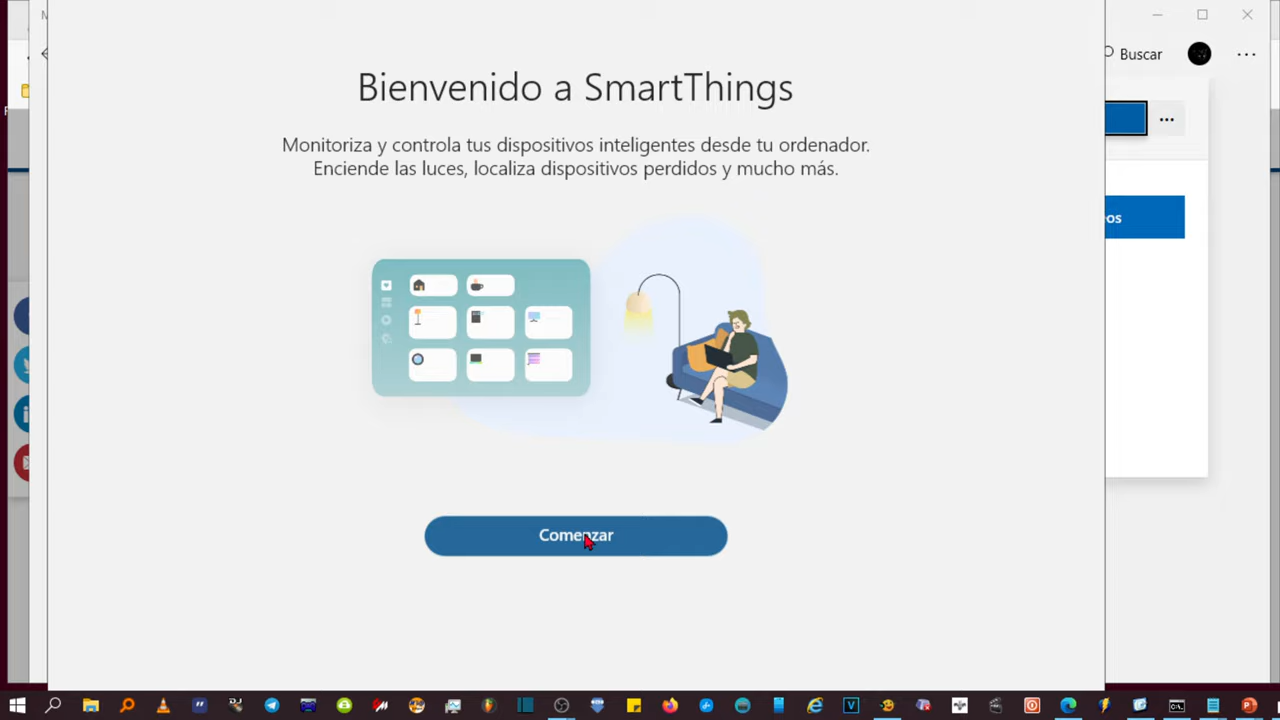 Buscar
Bienvenido a SmartThings
Monitoriza y controla tus dispositivos inteligentes desde tu ordenador.
Enciende las luces, localiza dispositivos perdidos y mucho más.
Comenzar